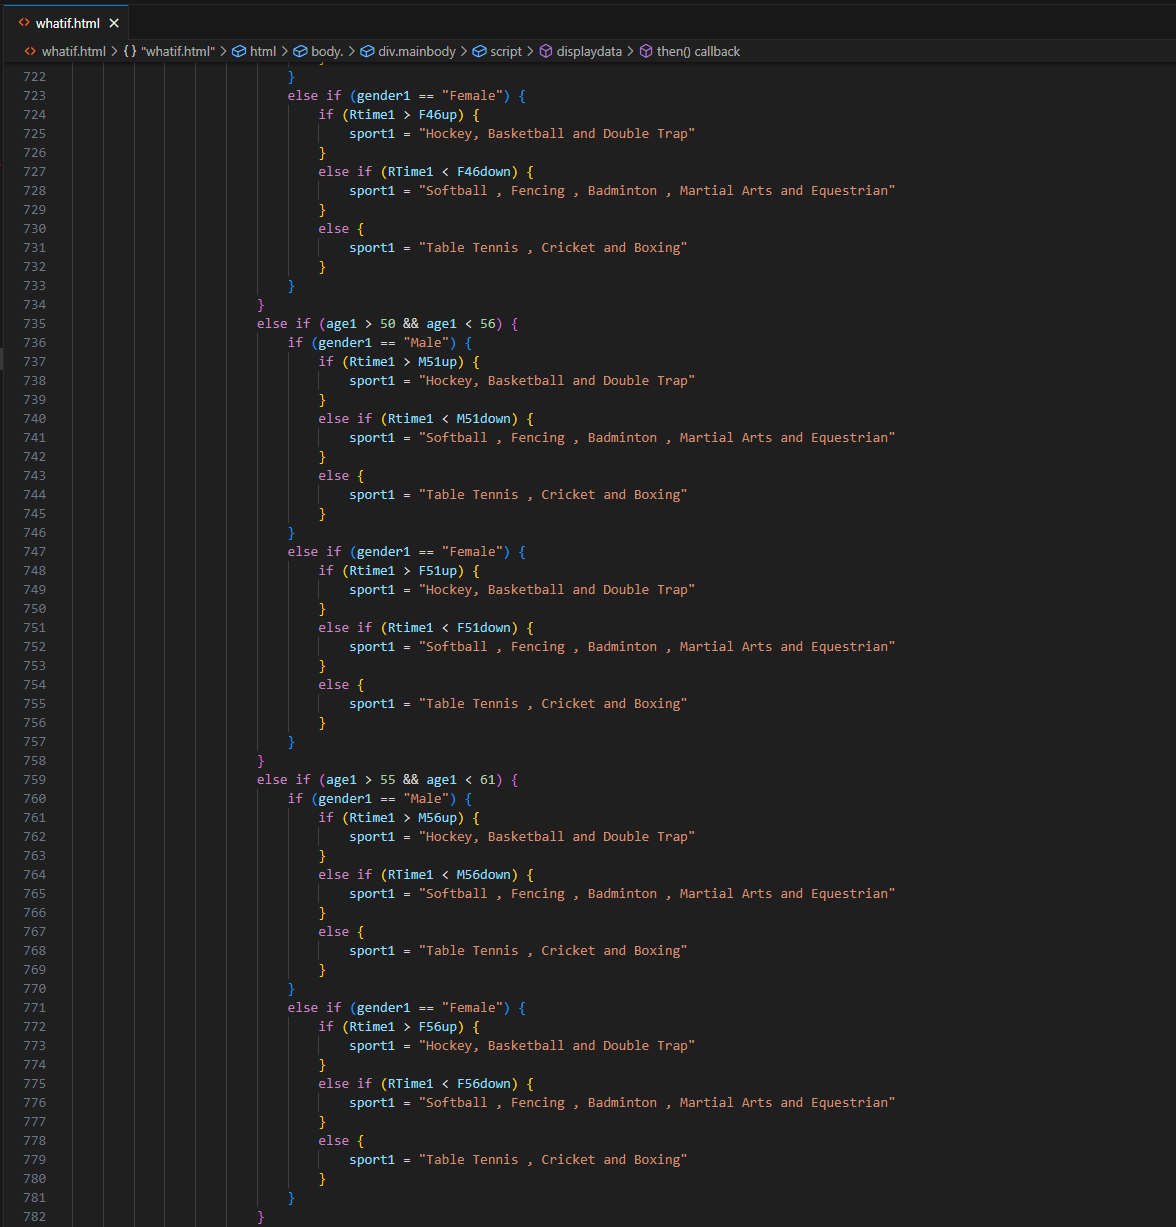 whatif.html
whatif.html > {} "whatif.html" > html > body. > div.mainbody > script > displaydata > then() callback
722 }
723 else if (gender1 == "Female") {
724 if (Rtime1 > F46up) {
725 sport1 = "Hockey, Basketball and Double Trap"
726 }
727 else if (RTime1 < F46down) {
728 sport1 = "Softball , Fencing , Badminton , Martial Arts and Equestrian"
729 }
730 else {
731 sport1 = "Table Tennis , Cricket and Boxing"
732 }
733 }
734 }
735 else if (age1 > 50 && age1 < 56) {
736 if (gender1 == "Male") {
737 if (Rtime1 > M51up) {
738 sport1 = "Hockey, Basketball and Double Trap"
739 }
740 else if (Rtime1 < M51down) {
741 sport1 = "Softball , Fencing , Badminton , Martial Arts and Equestrian"
742 }
743 else {
744 sport1 = "Table Tennis , Cricket and Boxing"
745 }
746 }
747 else if (gender1 == "Female") {
748 if (Rtime1 > F51up) {
749 sport1 = "Hockey, Basketball and Double Trap"
750 }
751 else if (Rtime1 < F51down) {
752 sport1 = "Softball , Fencing , Badminton , Martial Arts and Equestrian"
753 }
754 else {
755 sport1 = "Table Tennis , Cricket and Boxing"
756 }
757 }
758 }
759 else if (age1 > 55 && age1 < 61) {
760 if (gender1 == "Male") {
761 if (Rtime1 > M56up) {
762 sport1 = "Hockey, Basketball and Double Trap"
763 }
764 else if (RTime1 < M56down) {
765 sport1 = "Softball , Fencing , Badminton , Martial Arts and Equestrian"
766 }
767 else {
768 sport1 = "Table Tennis , Cricket and Boxing"
769 }
770 }
771 else if (gender1 == "Female") {
772 if (Rtime1 > F56up) {
773 sport1 = "Hockey, Basketball and Double Trap"
774 }
775 else if (RTime1 < F56down) {
776 sport1 = "Softball , Fencing , Badminton , Martial Arts and Equestrian"
777 }
778 else {
779 sport1 = "Table Tennis , Cricket and Boxing"
780 }
781 }
782 }